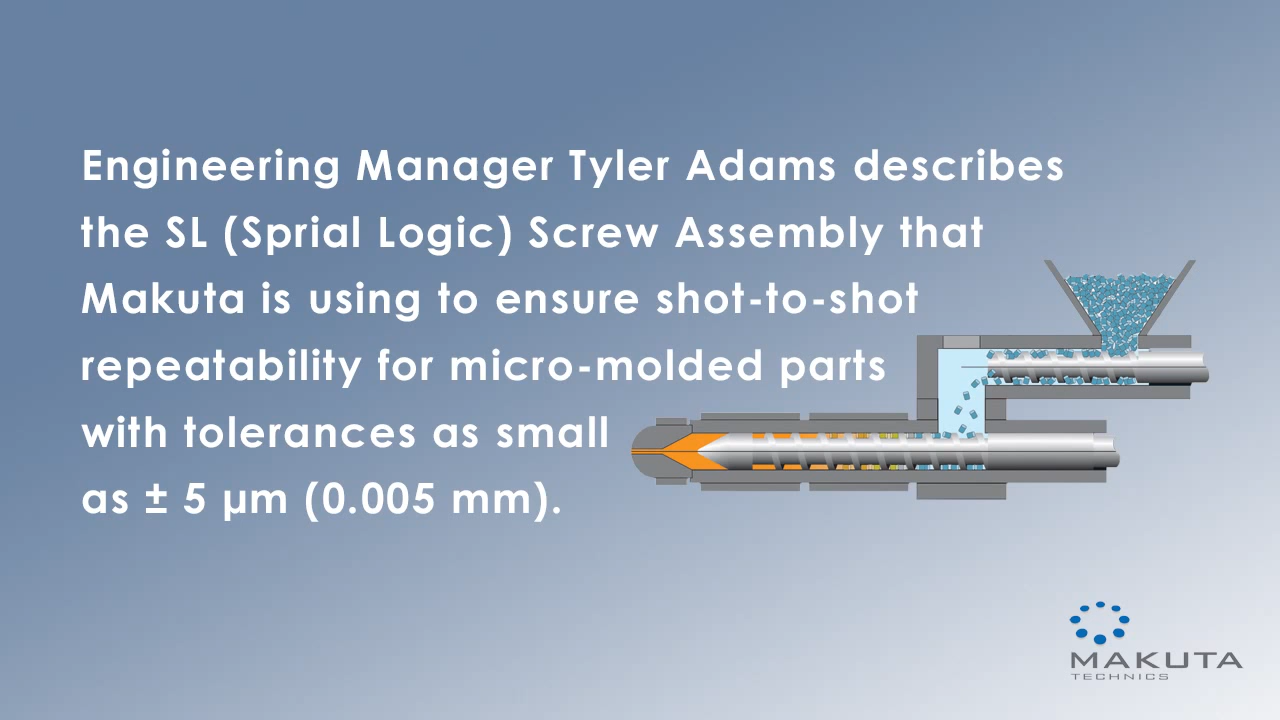 Engineering Manager Tyler Adams describes
the SL (Sprial Logic) Screw Assembly that
Makuta is using to ensure shot-to-shot
repeatability for micro-molded parts
with tolerances as small
as ± 5 µm (0.005 mm).
MAKUTA
TECHNICS